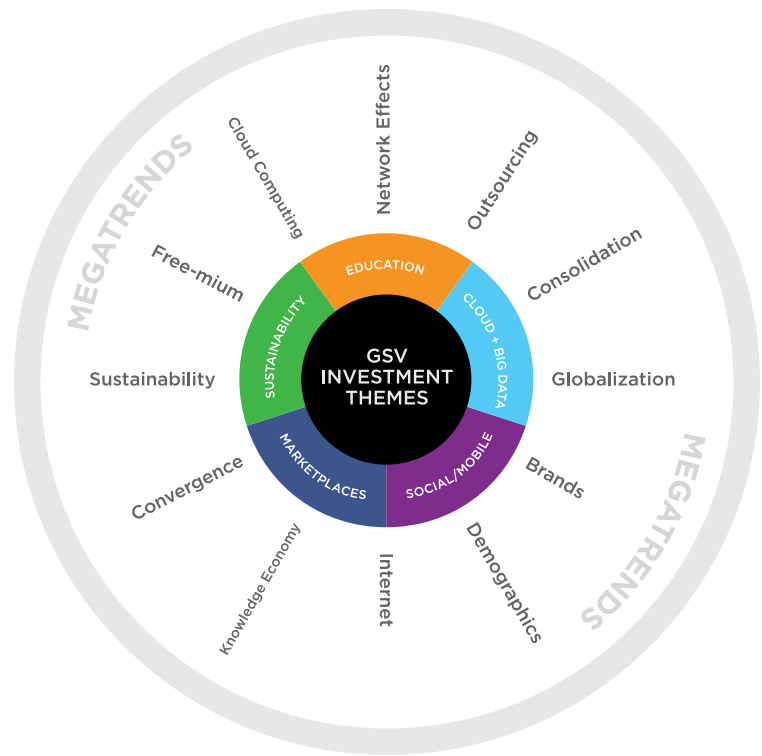 MEGATRENDS
Network Effects
Outsourcing
Consolidation
Globalization
Brands
Demographics
Internet
Knowledge Economy
Convergence
Sustainability
Free-mium
Cloud Computing
MEGATRENDS
EDUCATION
CLOUD + BIG DATA
SOCIAL/MOBILE
MARKETPLACES
SUSTAINABILITY
GSV
INVESTMENT
THEMES